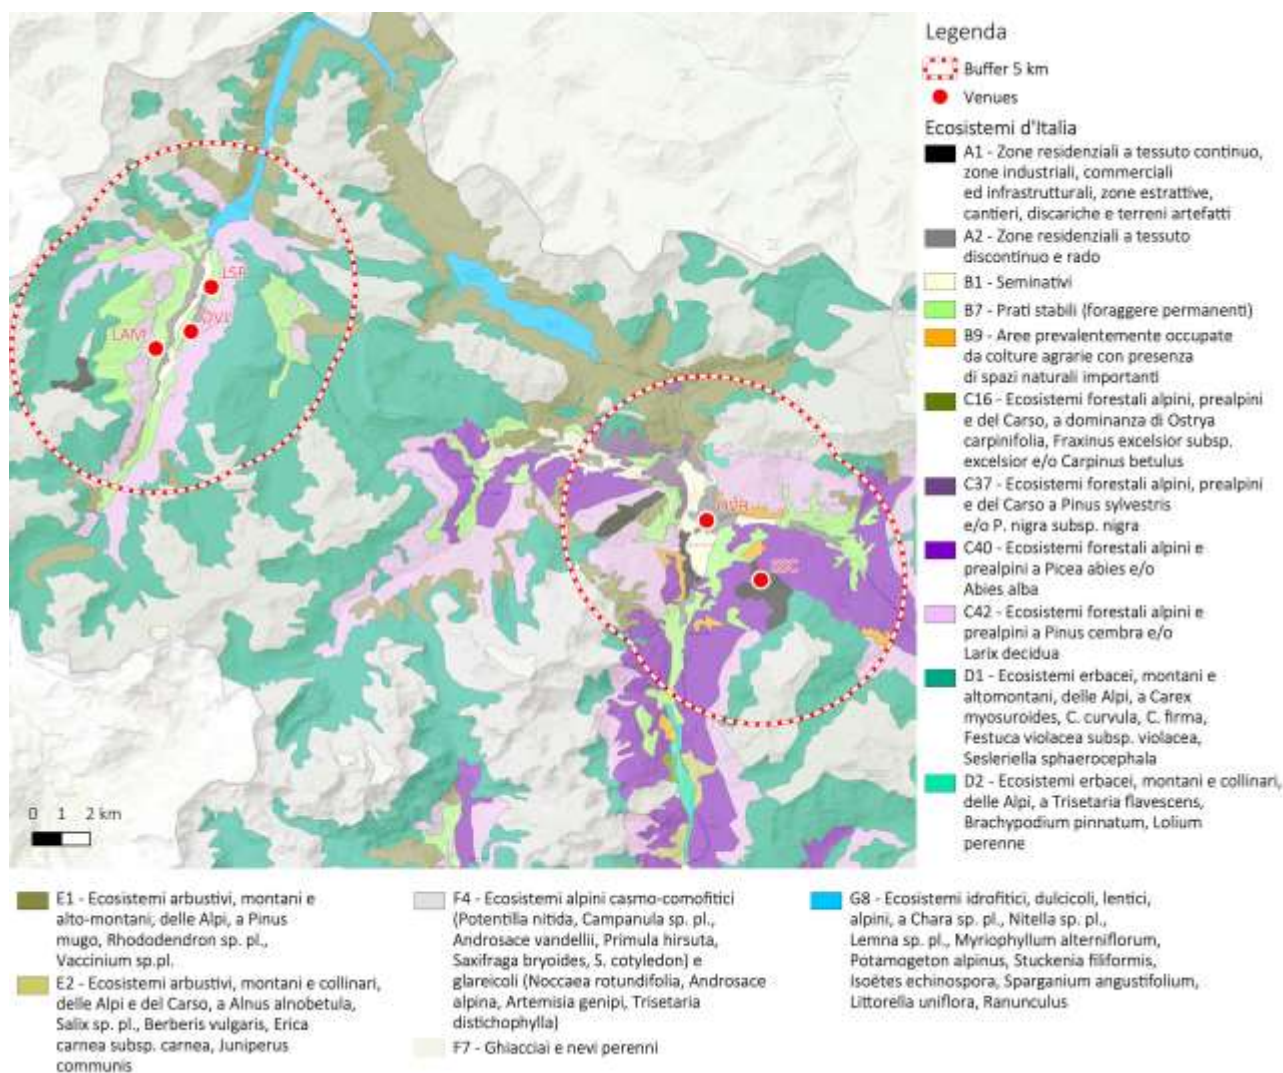 LSP
LAM
0 1 2 km
Legenda
Buffer 5 km
Venues
Ecosistemi d'Italia
A1 - Zone residenziali a tessuto continuo,
zone industriali, commerciali
ed infrastrutturali, zone estrattive,
cantieri, discariche e terreni artefatti
A2 - Zone residenziali a tessuto
discontinuo e rado
B1 - Seminativi
B7 - Prati stabili (foraggere permanenti)
B9 - Aree prevalentemente occupate
da colture agrarie con presenza
di spazi naturali importanti
C16 - Ecosistemi forestali alpini, prealpini
e del Carso, a dominanza di Ostrya
carpinifolia, Fraxinus excelsior subsp.
excelsior e/o Carpinus betulus
C37 - Ecosistemi forestali alpini, prealpini
e del Carso a Pinus sylvestris
e/o P. nigra subsp. nigra
C40 - Ecosistemi forestali alpini e
prealpini a Picea abies e/o
Abies alba
C42 - Ecosistemi forestali alpini e
prealpini a Pinus cembra e/o
Larix decidua
D1 - Ecosistemi erbacei, montani e
altomontani, delle Alpi, a Carex
myosuroides, C. curvula, C. firma,
Festuca violacea subsp. violacea,
Sesleriella sphaerocephala
D2 - Ecosistemi erbacei, montani e collinari,
delle Alpi, a Trisetaria flavescens,
Brachypodium pinnatum, Lolium
perenne
E1 - Ecosistemi arbustivi, montani e
alto-montani, delle Alpi, a Pinus
mugo, Rhododendron sp. pl.,
Vaccinium sp.pl.
E2 - Ecosistemi arbustivi, montani e collinari,
delle Alpi e del Carso, a Alnus alnobetula,
Salix sp. pl., Berberis vulgaris, Erica
carnea subsp. carnea, Juniperus
communis
F4 - Ecosistemi alpini casmo-comofitici
(Potentilla nitida, Campanula sp. pl.,
Androsace vandellii, Primula hirsuta,
Saxifraga bryoides, S. cotyledon) e
glareicoli (Noccaea rotundifolia, Androsace
alpina, Artemisia genipi, Trisetaria
distichophylla)
F7 - Ghiacciai e nevi perenni
G8 - Ecosistemi idrofitici, dulcicoli, lentici,
alpini, a Chara sp. pl., Nitella sp. pl.,
Lemna sp. pl., Myriophyllum alterniflorum,
Potamogeton alpinus, Stuckenia filiformis,
Isoëtes echinospora, Sparganium angustifolium,
Littorella uniflora, Ranunculus